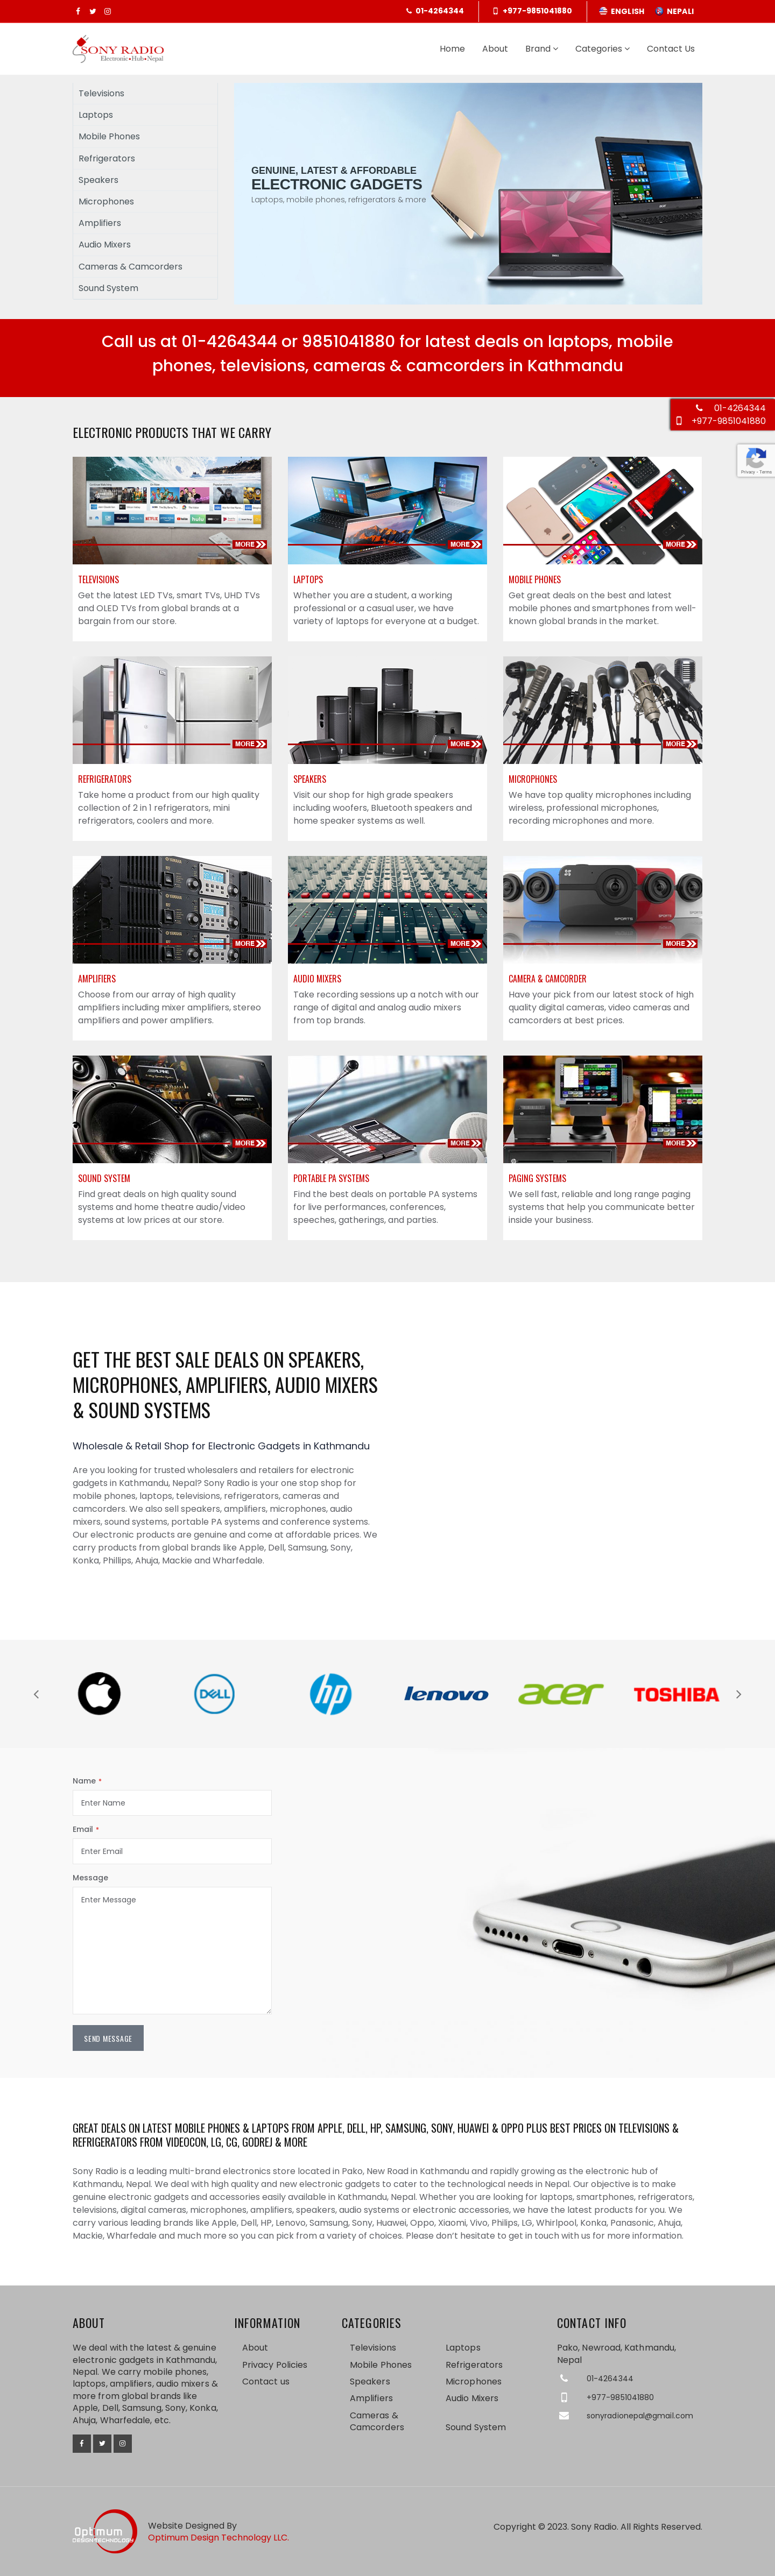 01-4264344
+977-9851041880
ENGLISH
NEPALI
SONY RADIO
Electronic•Hub•Nepal
Home
About
Brand
Categories
Contact Us
Televisions
Laptops
Mobile Phones
Refrigerators
Speakers
Microphones
Amplifiers
Audio Mixers
Cameras & Camcorders
Sound System
GENUINE, LATEST & AFFORDABLE
ELECTRONIC GADGETS
Laptops, mobile phones, refrigerators & more
Call us at 01-4264344 or 9851041880 for latest deals on laptops, mobile
phones, televisions, cameras & camcorders in Kathmandu
01-4264344
+977-9851041880
Privacy - Terms
ELECTRONIC PRODUCTS THAT WE CARRY
MORE
MORE
MORE
TELEVISIONS
Get the latest LED TVs, smart TVs, UHD TVs
and OLED TVs from global brands at a
bargain from our store.
LAPTOPS
Whether you are a student, a working
professional or a casual user, we have
variety of laptops for everyone at a budget.
MOBILE PHONES
Get great deals on the best and latest
mobile phones and smartphones from well-
known global brands in the market.
MORE
MORE
MORE
REFRIGERATORS
Take home a product from our high quality
collection of 2 in 1 refrigerators, mini
refrigerators, coolers and more.
SPEAKERS
Visit our shop for high grade speakers
including woofers, Bluetooth speakers and
home speaker systems as well.
MICROPHONES
We have top quality microphones including
wireless, professional microphones,
recording microphones and more.
MORE
MORE
SPORTS
MORE
AMPLIFIERS
Choose from our array of high quality
amplifiers including mixer amplifiers, stereo
amplifiers and power amplifiers.
AUDIO MIXERS
Take recording sessions up a notch with our
range of digital and analog audio mixers
from top brands.
CAMERA & CAMCORDER
Have your pick from our latest stock of high
quality digital cameras, video cameras and
camcorders at best prices.
MORE
MORE
MORE
SOUND SYSTEM
Find great deals on high quality sound
systems and home theatre audio/video
systems at low prices at our store.
PORTABLE PA SYSTEMS
Find the best deals on portable PA systems
for live performances, conferences,
speeches, gatherings, and parties.
PAGING SYSTEMS
We sell fast, reliable and long range paging
systems that help you communicate better
inside your business.
GET THE BEST SALE DEALS ON SPEAKERS,
MICROPHONES, AMPLIFIERS, AUDIO MIXERS
& SOUND SYSTEMS
Wholesale & Retail Shop for Electronic Gadgets in Kathmandu
Are you looking for trusted wholesalers and retailers for electronic
gadgets in Kathmandu, Nepal? Sony Radio is your one stop shop for
mobile phones, laptops, televisions, refrigerators, cameras and
camcorders. We also sell speakers, amplifiers, microphones, audio
mixers, sound systems, portable PA systems and conference systems.
Our electronic products are genuine and come at affordable prices. We
carry products from global brands like Apple, Dell, Samsung, Sony,
Konka, Phillips, Ahuja, Mackie and Wharfedale.
DELL
hp
lenovo
acer
TOSHIBA
Name *
Enter Name
Email *
Enter Email
Message
Enter Message
SEND MESSAGE
GREAT DEALS ON LATEST MOBILE PHONES & LAPTOPS FROM APPLE, DELL, HP, SAMSUNG, SONY, HUAWEI & OPPO PLUS BEST PRICES ON TELEVISIONS &
REFRIGERATORS FROM VIDEOCON, LG, CG, GODREJ & MORE
Sony Radio is a leading multi-brand electronics store located in Pako, New Road in Kathmandu and rapidly growing as the electronic hub of
Kathmandu, Nepal. We deal with high quality and new electronic gadgets to cater to the technological needs in Nepal. Our objective is to make
genuine electronic gadgets and accessories easily available in Kathmandu, Nepal. Whether you are looking for laptops, smartphones, refrigerators,
televisions, digital cameras, microphones, amplifiers, speakers, audio systems or electronic accessories, we have the latest products for you. We
carry various leading brands like Apple, Dell, HP, Lenovo, Samsung, Sony, Huawei, Oppo, Xiaomi, Vivo, Philips, LG, Whirlpool, Konka, Panasonic, Ahuja,
Mackie, Wharfedale and much more so you can pick from a variety of choices. Please don't hesitate to get in touch with us for more information.
ABOUT
We deal with the latest & genuine
electronic gadgets in Kathmandu,
Nepal. We carry mobile phones,
laptops, amplifiers, audio mixers &
more from global brands like
Apple, Dell, Samsung, Sony, Konka,
Ahuja, Wharfedale, etc.
INFORMATION
About
Privacy Policies
Contact us
CATEGORIES
Televisions
Laptops
Mobile Phones
Refrigerators
Speakers
Microphones
Amplifiers
Audio Mixers
Cameras &
Camcorders
Sound System
CONTACT INFO
Pako, Newroad, Kathmandu,
Nepal
01-4264344
+977-9851041880
sonyradionepal@gmail.com
Optimum
DESIGN TECHNOLOGY
Website Designed By
Optimum Design Technology LLC.
Copyright © 2023. Sony Radio. All Rights Reserved.